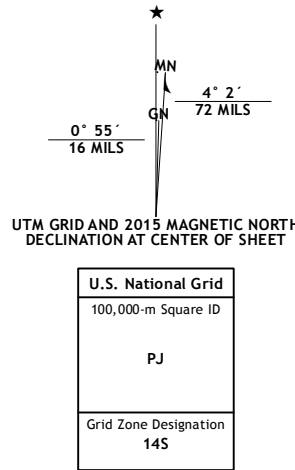 ★
MN
GN
4° 2´
72 MILS
0° 55´
16 MILS
UTM GRID AND 2015 MAGNETIC NORTH
DECLINATION AT CENTER OF SHEET
U.S. National Grid
100,000-m Square ID
PJ
Grid Zone Designation
14S